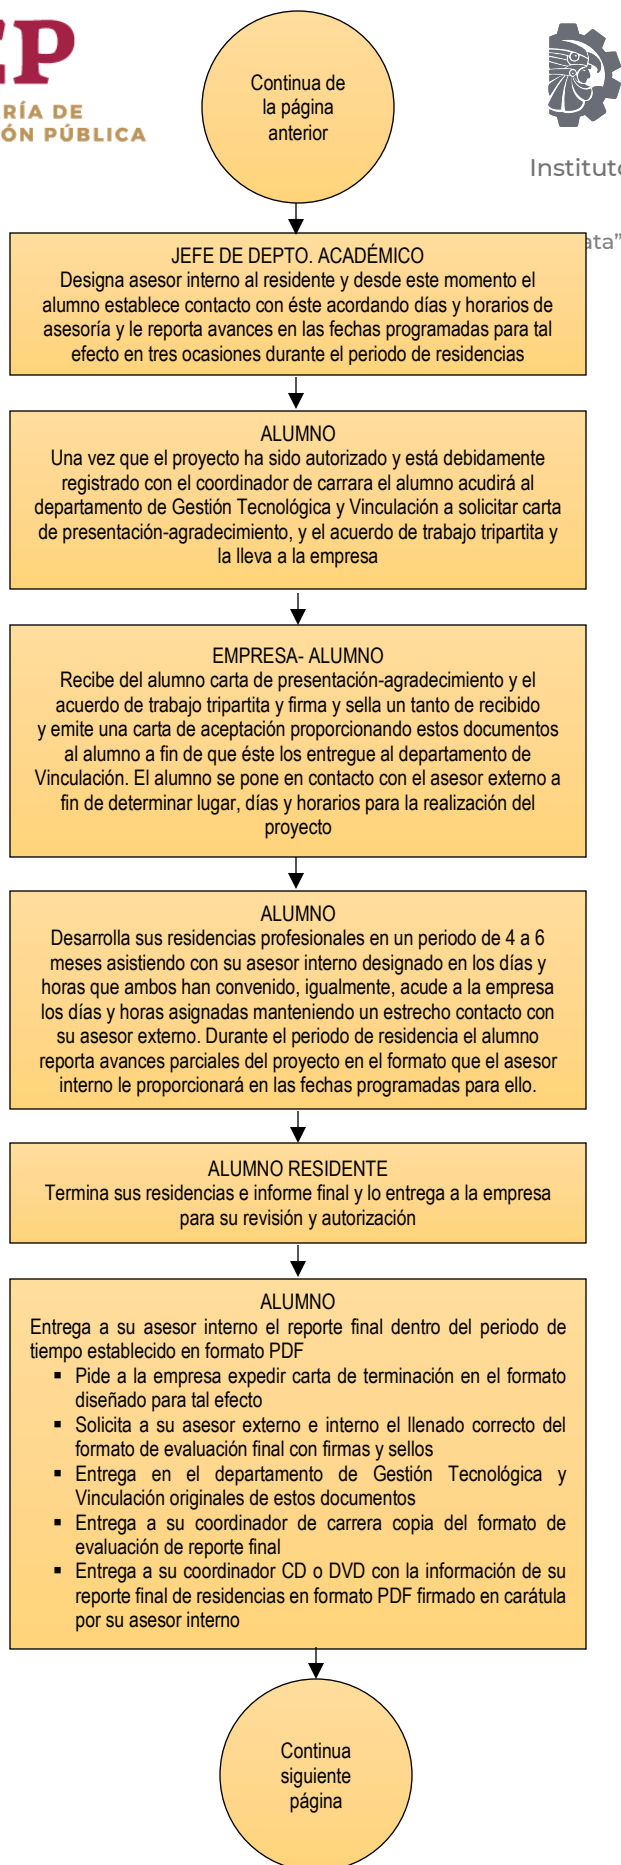 EP
RÍA DE
ÓN PÚBLICA
Continua de
la página
anterior
Instituto
ata”
JEFE DE DEPTO. ACADÉMICO
Designa asesor interno al residente y desde este momento el
alumno establece contacto con éste acordando días y horarios de
asesoría y le reporta avances en las fechas programadas para tal
efecto en tres ocasiones durante el periodo de residencias
ALUMNO
Una vez que el proyecto ha sido autorizado y está debidamente
registrado con el coordinador de carrara el alumno acudirá al
departamento de Gestión Tecnológica y Vinculación a solicitar carta
de presentación-agradecimiento, y el acuerdo de trabajo tripartita y
la lleva a la empresa
EMPRESA- ALUMNO
Recibe del alumno carta de presentación-agradecimiento y el
acuerdo de trabajo tripartita y firma y sella un tanto de recibido
y emite una carta de aceptación proporcionando estos documentos
al alumno a fin de que éste los entregue al departamento de
Vinculación. El alumno se pone en contacto con el asesor externo a
fin de determinar lugar, días y horarios para la realización del
proyecto
ALUMNO
Desarrolla sus residencias profesionales en un periodo de 4 a 6
meses asistiendo con su asesor interno designado en los días y
horas que ambos han convenido, igualmente, acude a la empresa
los días y horas asignadas manteniendo un estrecho contacto con
su asesor externo. Durante el periodo de residencia el alumno
reporta avances parciales del proyecto en el formato que el asesor
interno le proporcionará en las fechas programadas para ello.
ALUMNO RESIDENTE
Termina sus residencias e informe final y lo entrega a la empresa
para su revisión y autorización
ALUMNO
Entrega a su asesor interno el reporte final dentro del periodo de
tiempo establecido en formato PDF
▪ Pide a la empresa expedir carta de terminación en el formato
diseñado para tal efecto
▪ Solicita a su asesor externo e interno el llenado correcto del
formato de evaluación final con firmas y sellos
▪ Entrega en el departamento de Gestión Tecnológica y
Vinculación originales de estos documentos
▪ Entrega a su coordinador de carrera copia del formato de
evaluación de reporte final
▪ Entrega a su coordinador CD o DVD con la información de su
reporte final de residencias en formato PDF firmado en carátula
por su asesor interno
Continua
siguiente
página